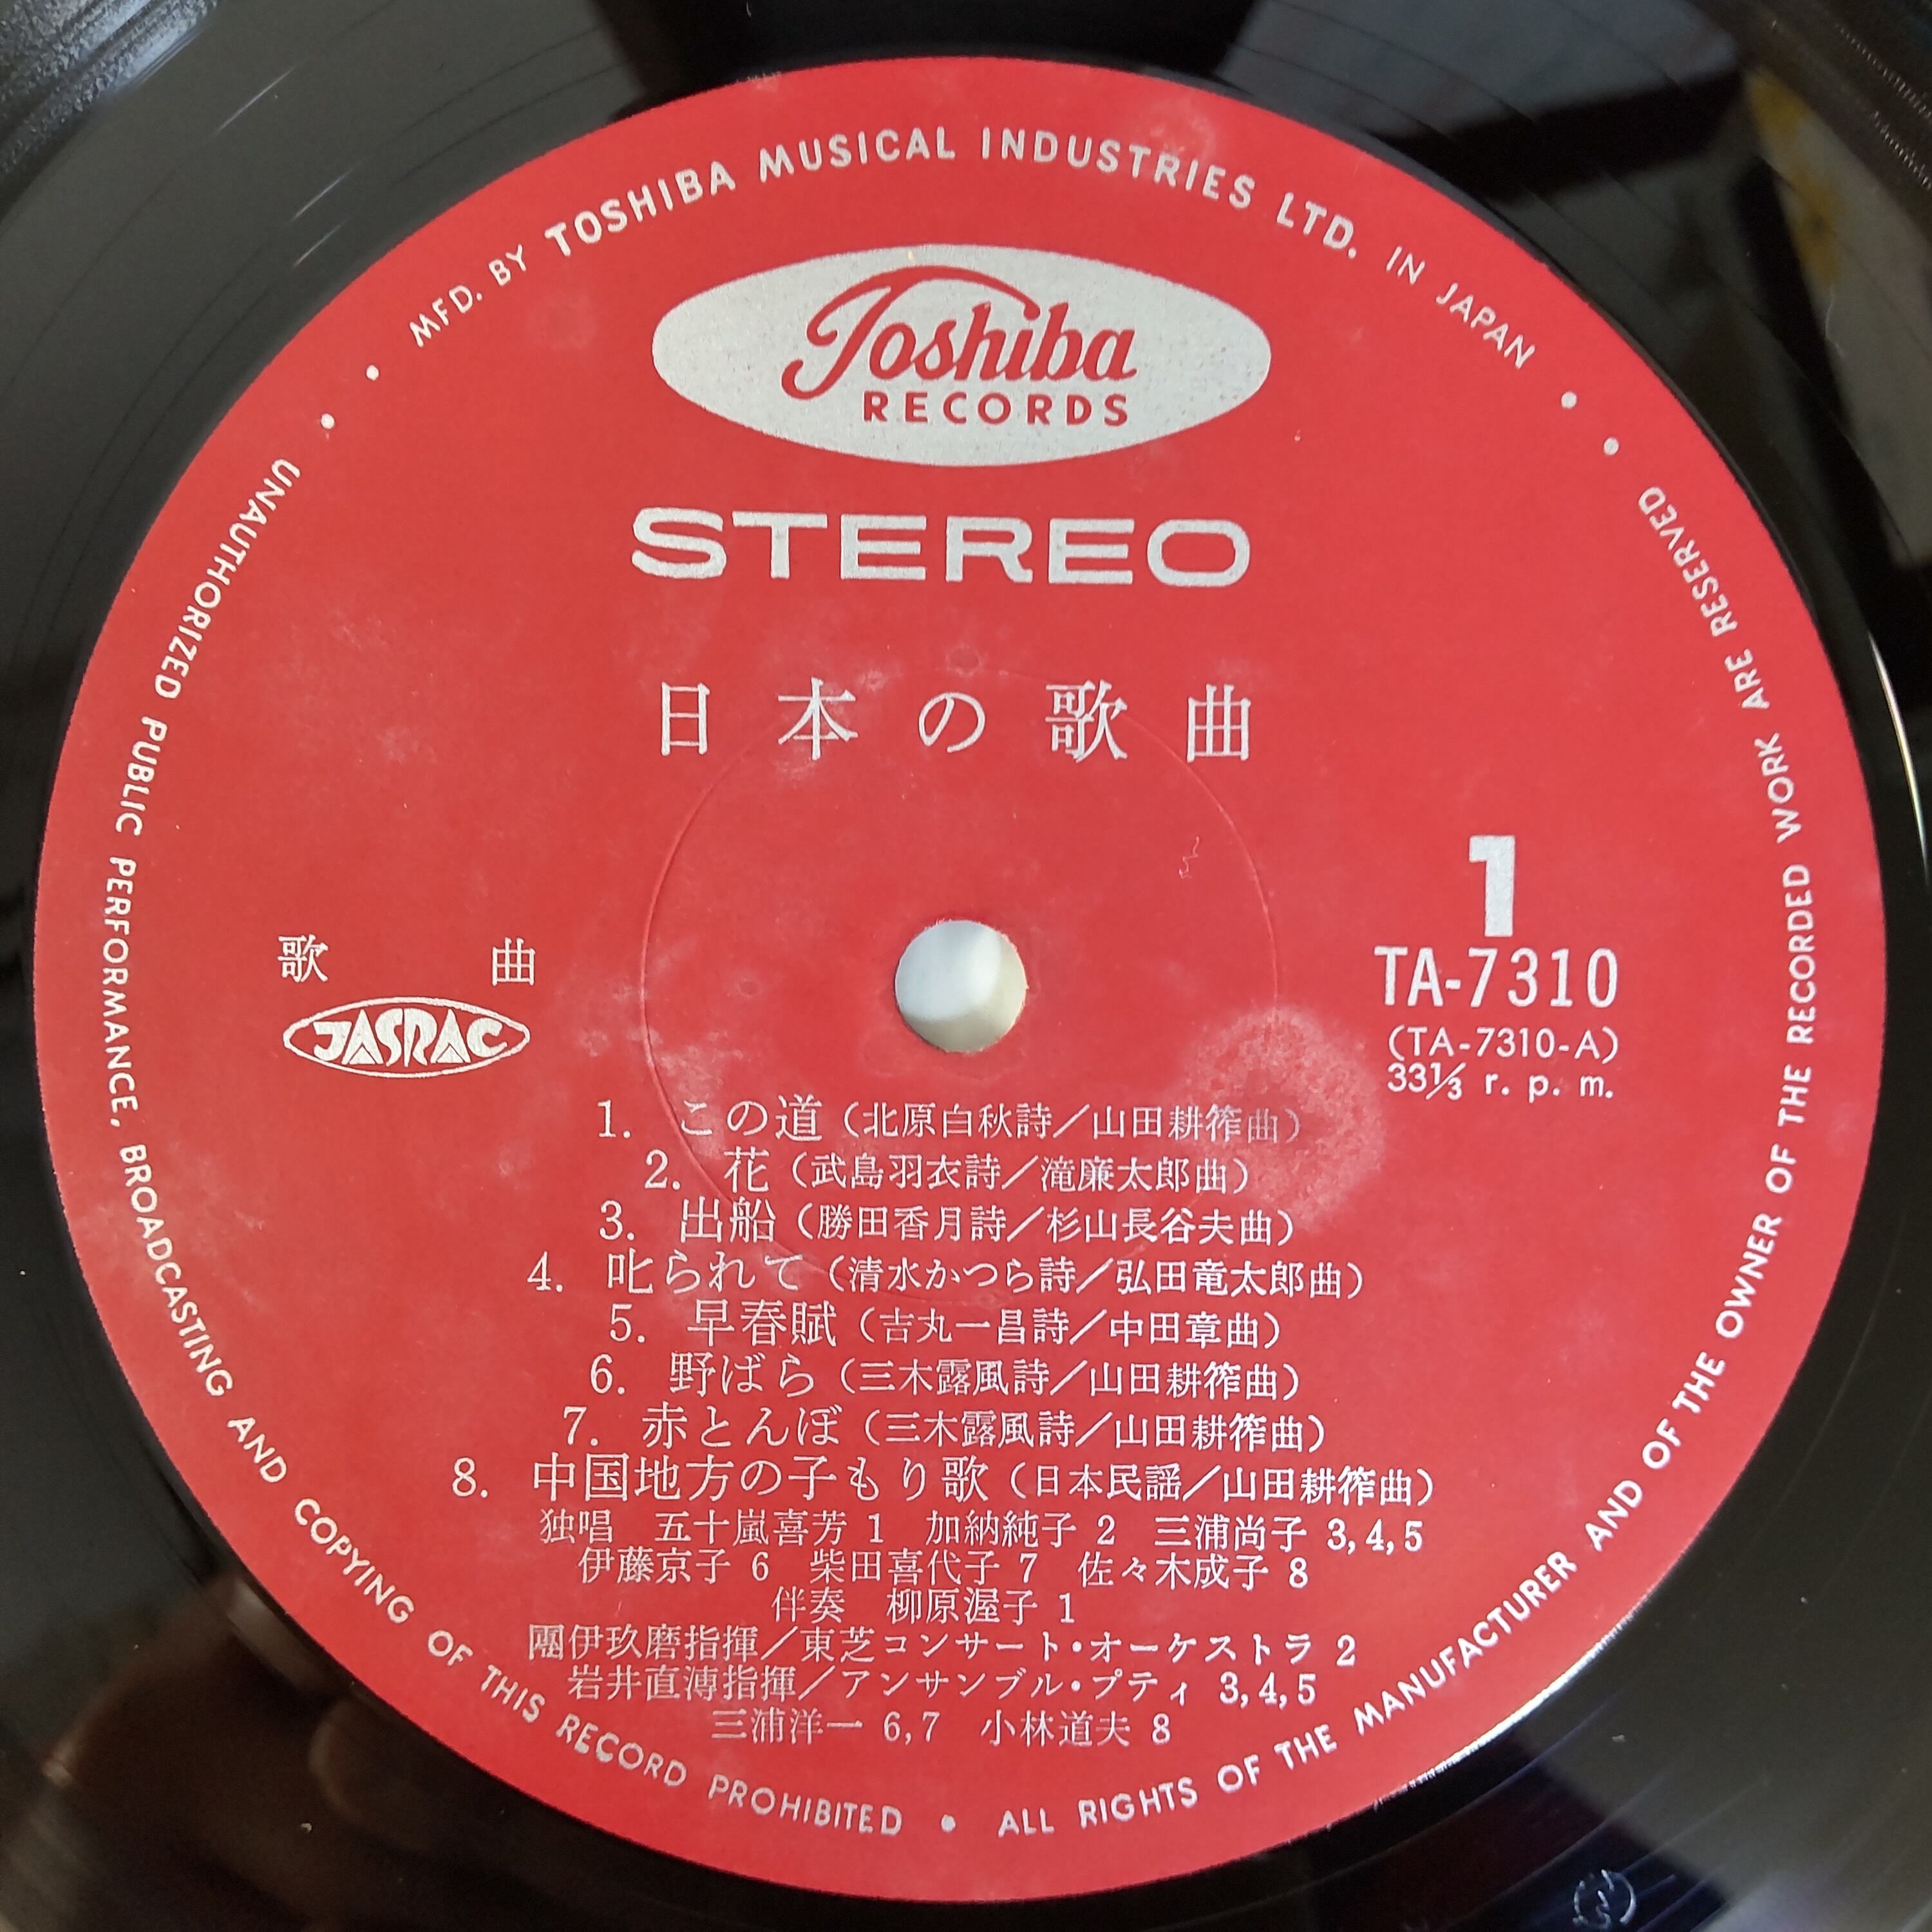 MFD. BY TOSHIBA MUSICAL INDUSTRIES LTD. IN JAPAN
Toshiba
RECORDS
STEREO
日本の歌曲
歌曲
JASRAC
1
TA-7310
(TA-7310-A)
33⅓ r. p. m.
1. この道（北原白秋詩／山田耕筰曲）
2. 花（武島羽衣詩／滝廉太郎曲）
3. 出船（勝田香月詩／杉山長谷夫曲）
4. 叱られて（清水かつら詩／弘田竜太郎曲）
5. 早春賦（吉丸一昌詩／中田章曲）
6. 野ばら（三木露風詩／山田耕筰曲）
7. 赤とんぼ（三木露風詩／山田耕筰曲）
8. 中国地方の子もり歌（日本民謡／山田耕筰曲）
独唱 五十嵐喜芳 1 加納純子 2 三浦尚子 3,4,5
伊藤京子 6 柴田喜代子 7 佐々木成子 8
伴奏 柳原渥子 1
團伊玖磨指揮／東芝コンサート・オーケストラ 2
岩井直溥指揮／アンサンブル・プティ 3,4,5
三浦洋一 6,7 小林道夫 8
UNAUTHORIZED PUBLIC PERFORMANCE, BROADCASTING AND COPYING OF THIS RECORD PROHIBITED • ALL RIGHTS OF THE MANUFACTURER AND OF THE OWNER OF THE RECORDED WORK ARE RESERVED